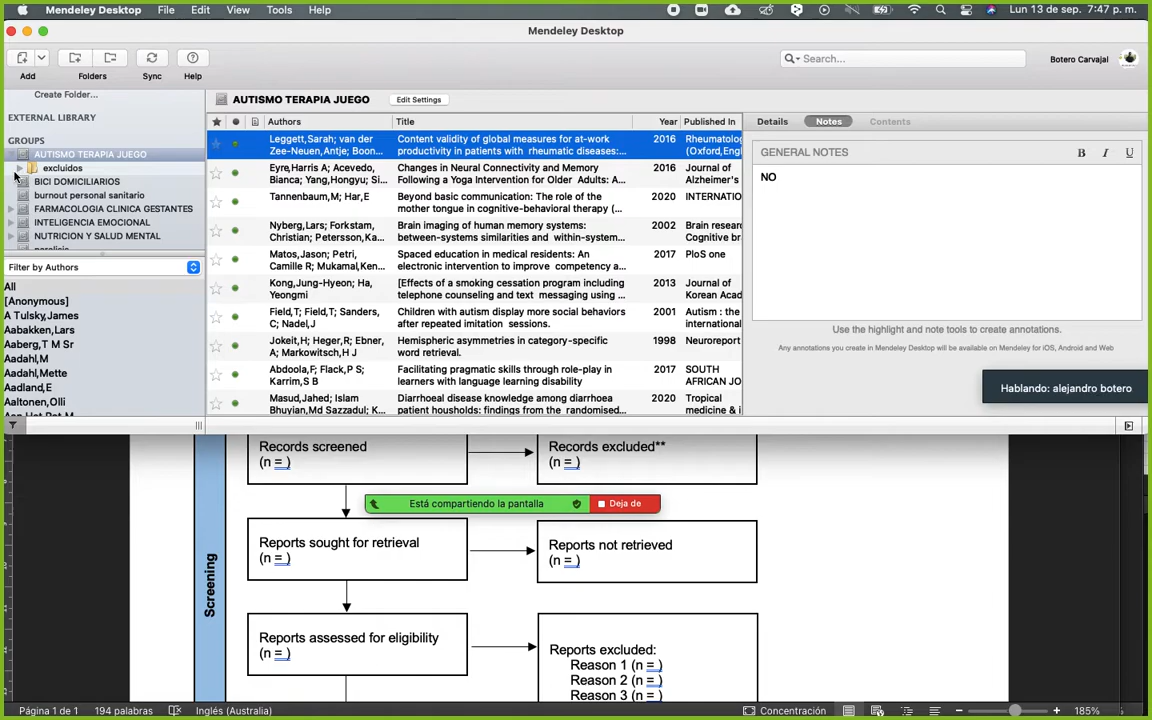 Mendeley Desktop File Edit View Tools Help Lun 13 de sep. 7:47 p. m.
Mendeley Desktop
Search...
Botero Carvajal
Add Folders Sync Help
Create Folder...
EXTERNAL LIBRARY
GROUPS
AUTISMO TERAPIA JUEGO
excluidos
BICI DOMICILIARIOS
burnout personal sanitario
FARMACOLOGIA CLINICA GESTANTES
INTELIGENCIA EMOCIONAL
NUTRICION Y SALUD MENTAL
Filter by Authors
All
[Anonymous]
A Tulsky,James
Aabakken,Lars
Aaberg,T M Sr
Aadahl,M
Aadahl,Mette
Aadland,E
Aaltonen,Olli
AUTISMO TERAPIA JUEGO Edit Settings
Authors Title Year Published In
Leggett,Sarah; van der Content validity of global measures for at-work 2016 Rheumatolog
Zee-Neuen,Antje; Boon... productivity in patients with rheumatic diseases:... (Oxford,Eng
Eyre,Harris A; Acevedo, Changes in Neural Connectivity and Memory 2016 Journal of
Bianca; Yang,Hongyu; Si... Following a Yoga Intervention for Older Adults: A... Alzheimer's
Tannenbaum,M; Har,E Beyond basic communication: The role of the 2020 INTERNATIO
mother tongue in cognitive-behavioral therapy (...
Nyberg,Lars; Forkstam, Brain imaging of human memory systems: 2002 Brain researc
Christian; Petersson,Ka... between-systems similarities and within-system... Cognitive br
Matos,Jason; Petri, Spaced education in medical residents: An 2017 PloS one
Camille R; Mukamal,Ken... electronic intervention to improve competency a...
Kong,Jung-Hyeon; Ha, [Effects of a smoking cessation program including 2013 Journal of
Yeongmi telephone counseling and text messaging using ... Korean Acad
Field,T; Field,T; Sanders, Children with autism display more social behaviors 2001 Autism : the
C; Nadel,J after repeated imitation sessions. international
Jokeit,H; Heger,R; Ebner, Hemispheric asymmetries in category-specific 1998 Neuroreport
A; Markowitsch,H J word retrieval.
Abdoola,F; Flack,P S; Facilitating pragmatic skills through role-play in 2017 SOUTH
Karrim,S B learners with language learning disability AFRICAN JO
Masud,Jahed; Islam Diarrhoeal disease knowledge among diarrhoea 2020 Tropical
Bhuyian,Md Sazzadul; K... patient housholds: findings from the randomised... medicine & i
Details Notes Contents
GENERAL NOTES B I U
NO
Use the highlight and note tools to create annotations.
Any annotations you create in Mendeley Desktop will be available on Mendeley for iOS, Android and Web
Hablando: alejandro botero
Está compartiendo la pantalla Deja de
Screening
Records screened
(n = )
Records excluded**
(n = )
Reports sought for retrieval
(n = )
Reports not retrieved
(n = )
Reports assessed for eligibility
(n = )
Reports excluded:
Reason 1 (n = )
Reason 2 (n = )
Reason 3 (n = )
Página 1 de 1 194 palabras Inglés (Australia) Concentración 185%